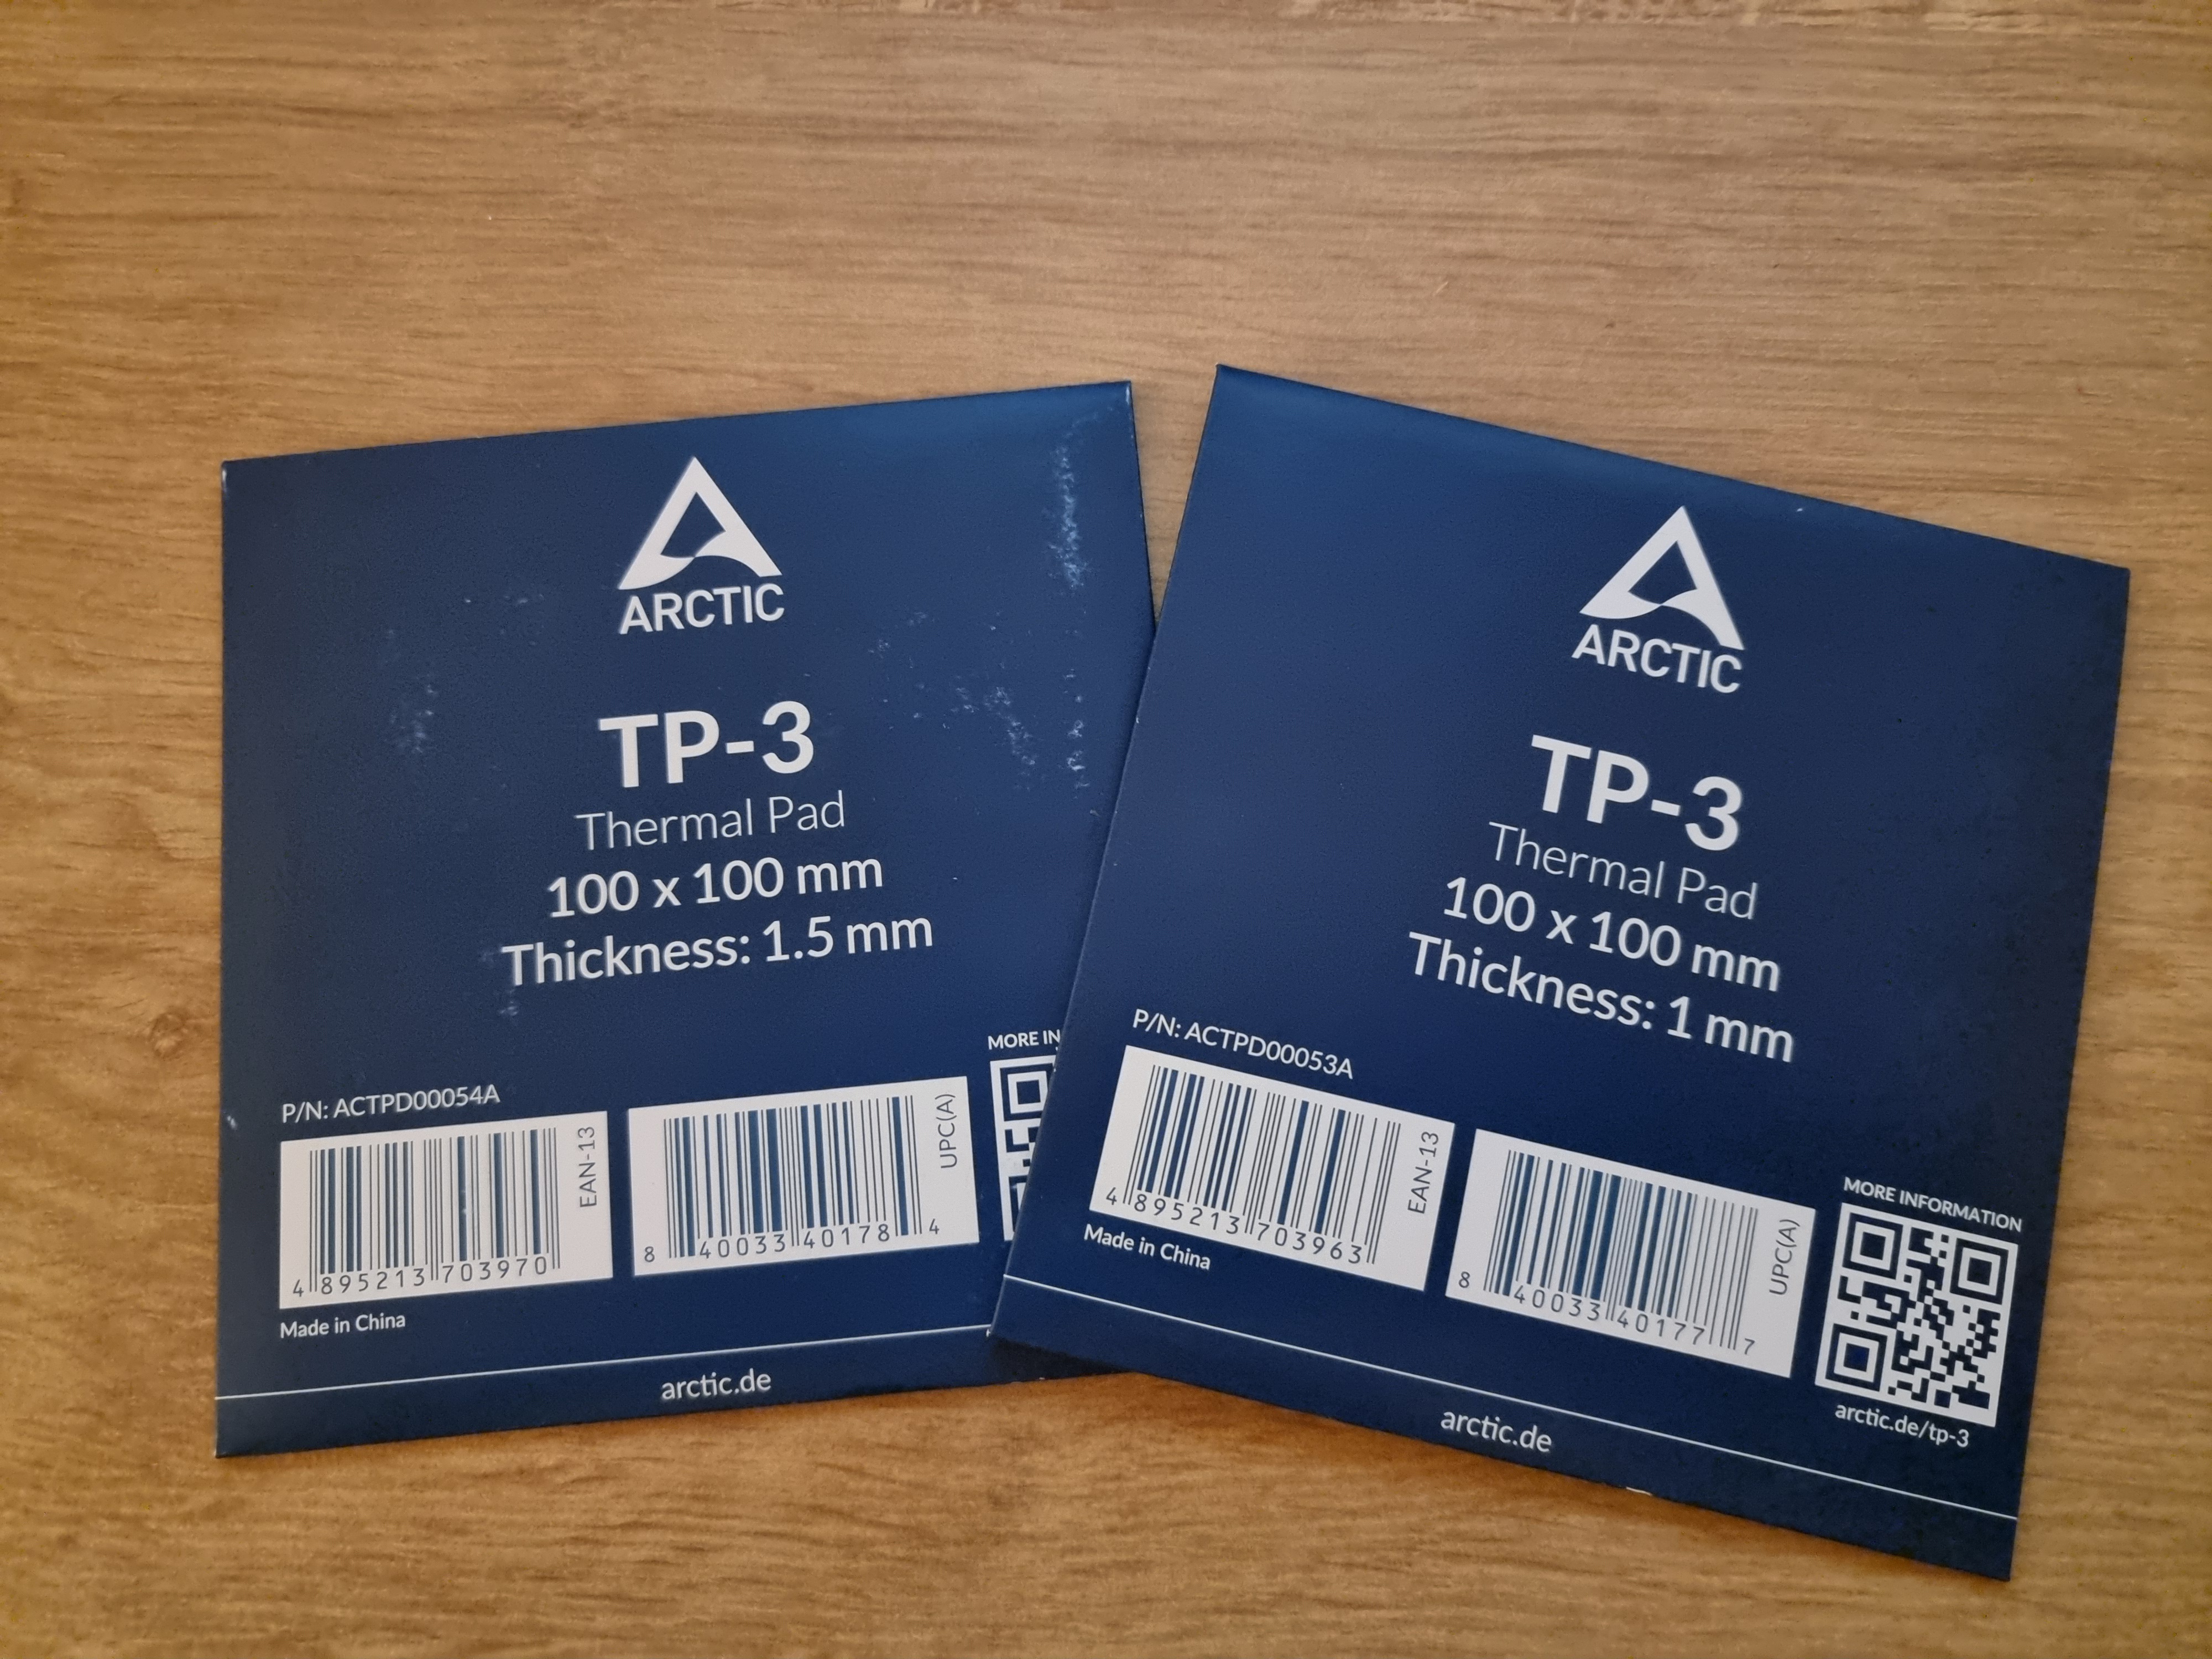 ARCTIC
TP-3
Thermal Pad
100 x 100 mm
Thickness: 1.5 mm
P/N: ACTPD00054A
EAN-13
4 895213 703970
UPC(A)
8 40033 40178 4
MORE IN
Made in China
arctic.de
ARCTIC
TP-3
Thermal Pad
100 x 100 mm
Thickness: 1 mm
P/N: ACTPD00053A
EAN-13
4 895213 703963
UPC(A)
8 40033 40177 7
MORE INFORMATION
arctic.de/tp-3
Made in China
arctic.de